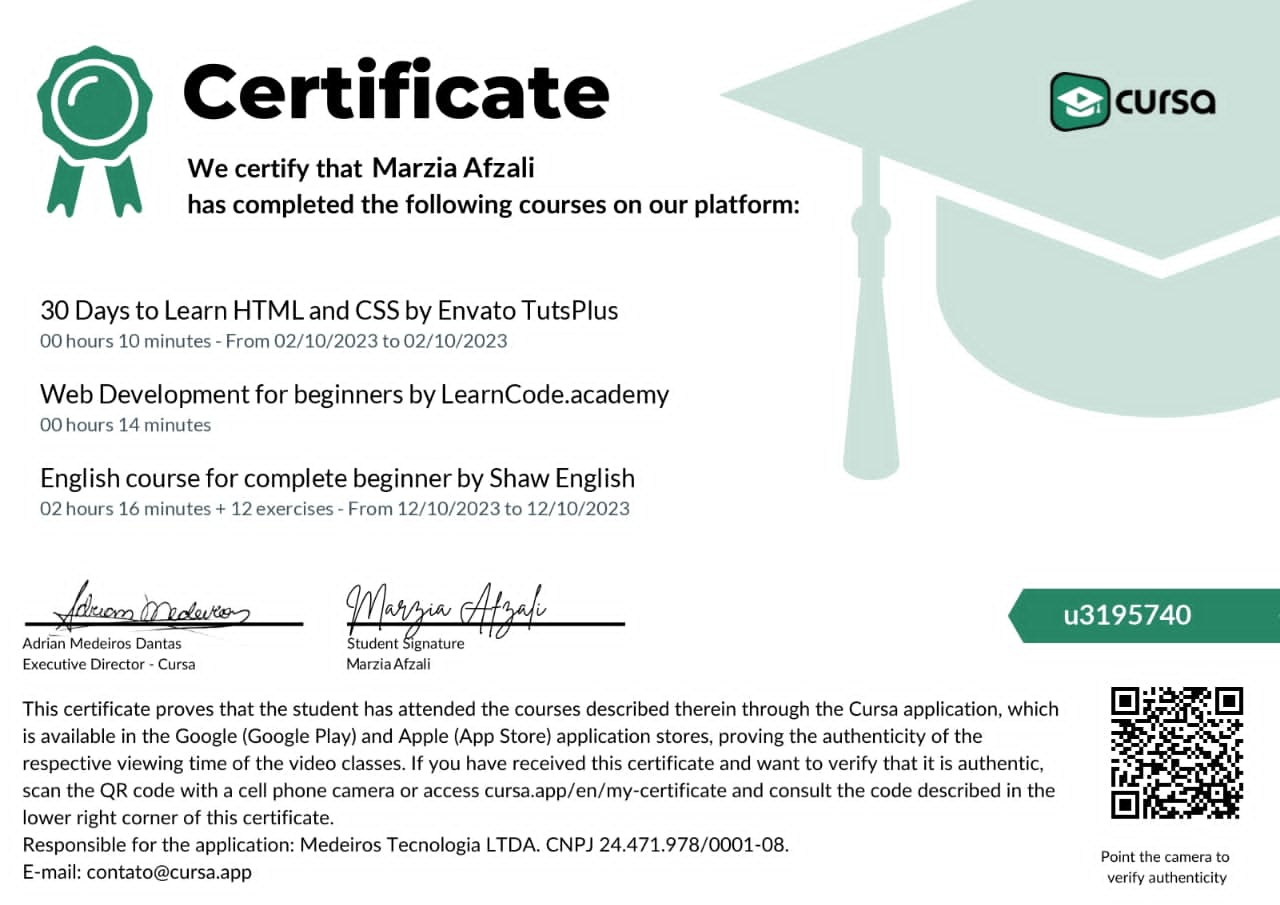 Certificate
cursa
We certify that Marzia Afzali
has completed the following courses on our platform:
30 Days to Learn HTML and CSS by Envato TutsPlus
00 hours 10 minutes - From 02/10/2023 to 02/10/2023
Web Development for beginners by LearnCode.academy
00 hours 14 minutes
English course for complete beginner by Shaw English
02 hours 16 minutes + 12 exercises - From 12/10/2023 to 12/10/2023
Adrian Medeiros
Marzia Afzali
Adrian Medeiros Dantas
Executive Director - Cursa
Student Signature
Marzia Afzali
u3195740
This certificate proves that the student has attended the courses described therein through the Cursa application, which
is available in the Google (Google Play) and Apple (App Store) application stores, proving the authenticity of the
respective viewing time of the video classes. If you have received this certificate and want to verify that it is authentic,
scan the QR code with a cell phone camera or access cursa.app/en/my-certificate and consult the code described in the
lower right corner of this certificate.
Responsible for the application: Medeiros Tecnologia LTDA. CNPJ 24.471.978/0001-08.
E-mail: contato@cursa.app
Point the camera to
verify authenticity